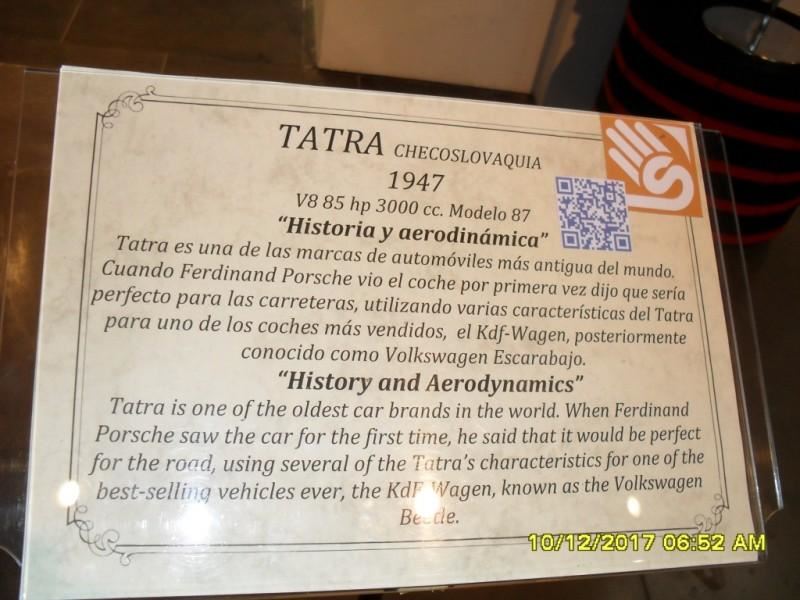 TATRA CHECOSLOVAQUIA
1947
V8 85 hp 3000 cc. Modelo 87
“Historia y aerodinámica”
Tatra es una de las marcas de automóviles más antigua del mundo.
Cuando Ferdinand Porsche vio el coche por primera vez dijo que sería
perfecto para las carreteras, utilizando varias características del Tatra
para uno de los coches más vendidos, el Kdf-Wagen, posteriormente
conocido como Volkswagen Escarabajo.
“History and Aerodynamics”
Tatra is one of the oldest car brands in the world. When Ferdinand
Porsche saw the car for the first time, he said that it would be perfect
for the road, using several of the Tatra’s characteristics for one of the
best-selling vehicles ever, the KdF-Wagen, known as the Volkswagen
Beetle.
10/12/2017 06:52 AM